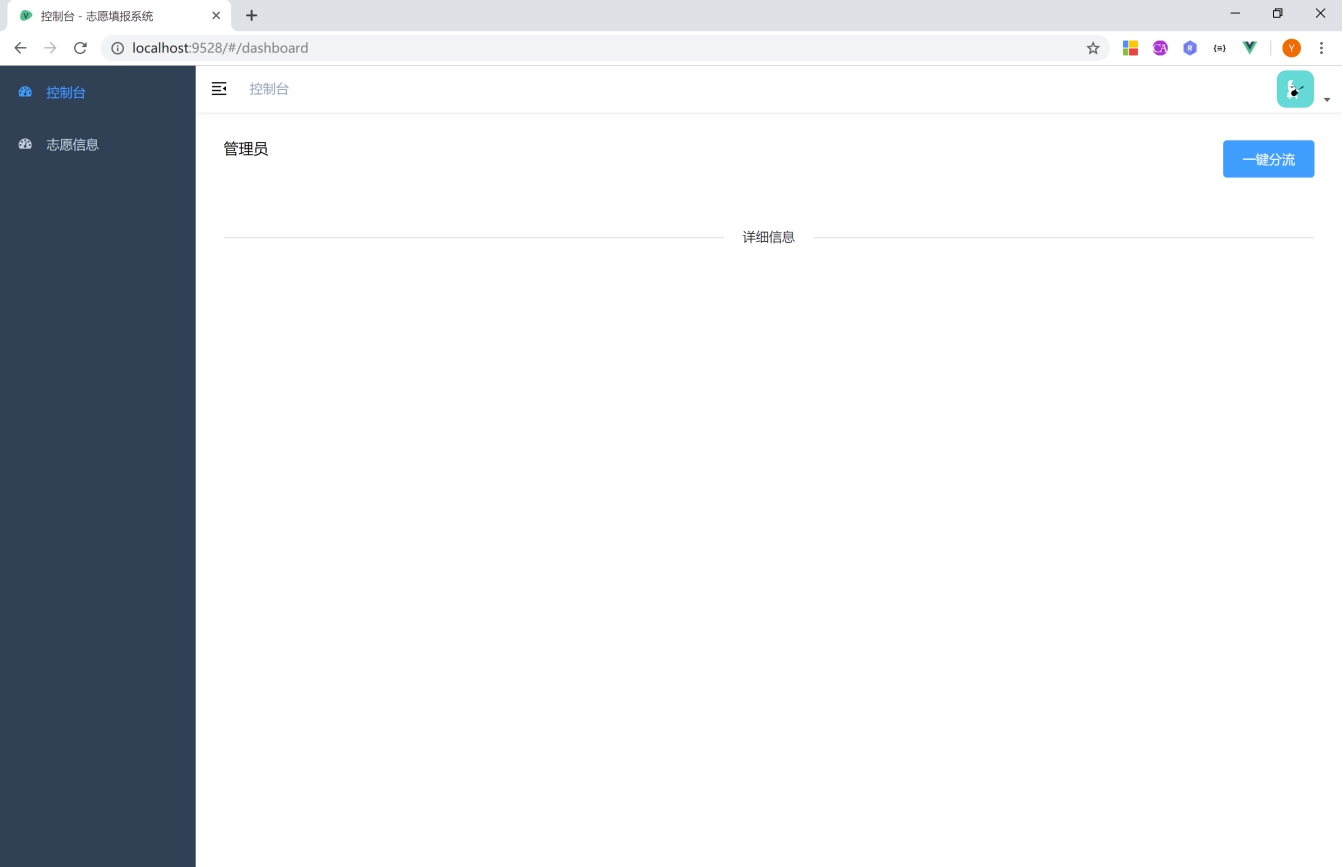 控制台 - 志愿填报系统
localhost:9528/#/dashboard
CA
R
{≡}
Y
控制台
志愿信息
控制台
管理员
一键分流
详细信息